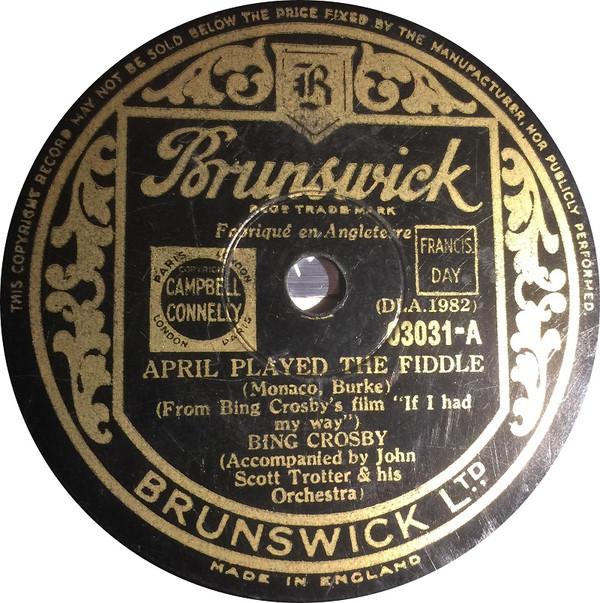 THIS COPYRIGHT RECORD MAY NOT BE SOLD BELOW THE PRICE FIXED BY THE MANUFACTURER, NOR PUBLICLY PERFORMED.
B
Brunswick
REGD TRADE MARK
Fabriqué en Angleterre
PARIS LONDON
COPYRIGHT
CAMPBELL
CONNELLY
LONDON PARIS
FRANCIS
DAY
(DLA.1982)
03031-A
APRIL PLAYED THE FIDDLE
(Monaco, Burke)
(From Bing Crosby's film "If I had
my way")
BING CROSBY
(Accompanied by John
Scott Trotter & his
Orchestra)
BRUNSWICK LTD.
MADE IN ENGLAND